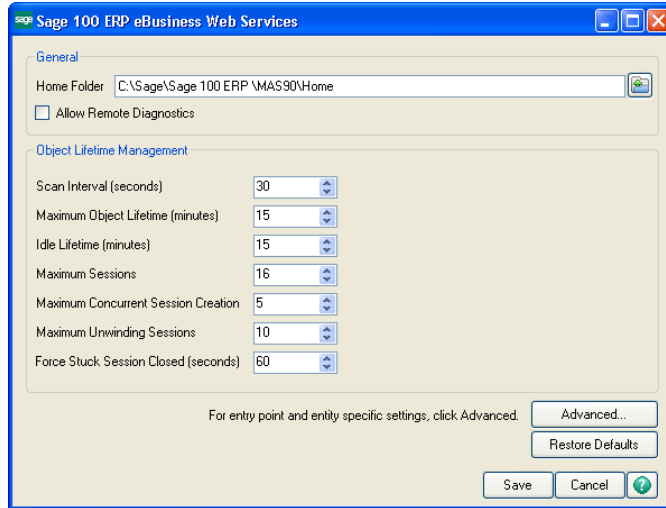 sage Sage 100 ERP eBusiness Web Services
General
Home Folder C:\Sage\Sage 100 ERP \MAS90\Home
Allow Remote Diagnostics
Object Lifetime Management
Scan Interval (seconds) 30
Maximum Object Lifetime (minutes) 15
Idle Lifetime (minutes) 15
Maximum Sessions 16
Maximum Concurrent Session Creation 5
Maximum Unwinding Sessions 10
Force Stuck Session Closed (seconds) 60
For entry point and entity specific settings, click Advanced. Advanced...
Restore Defaults
Save Cancel ?